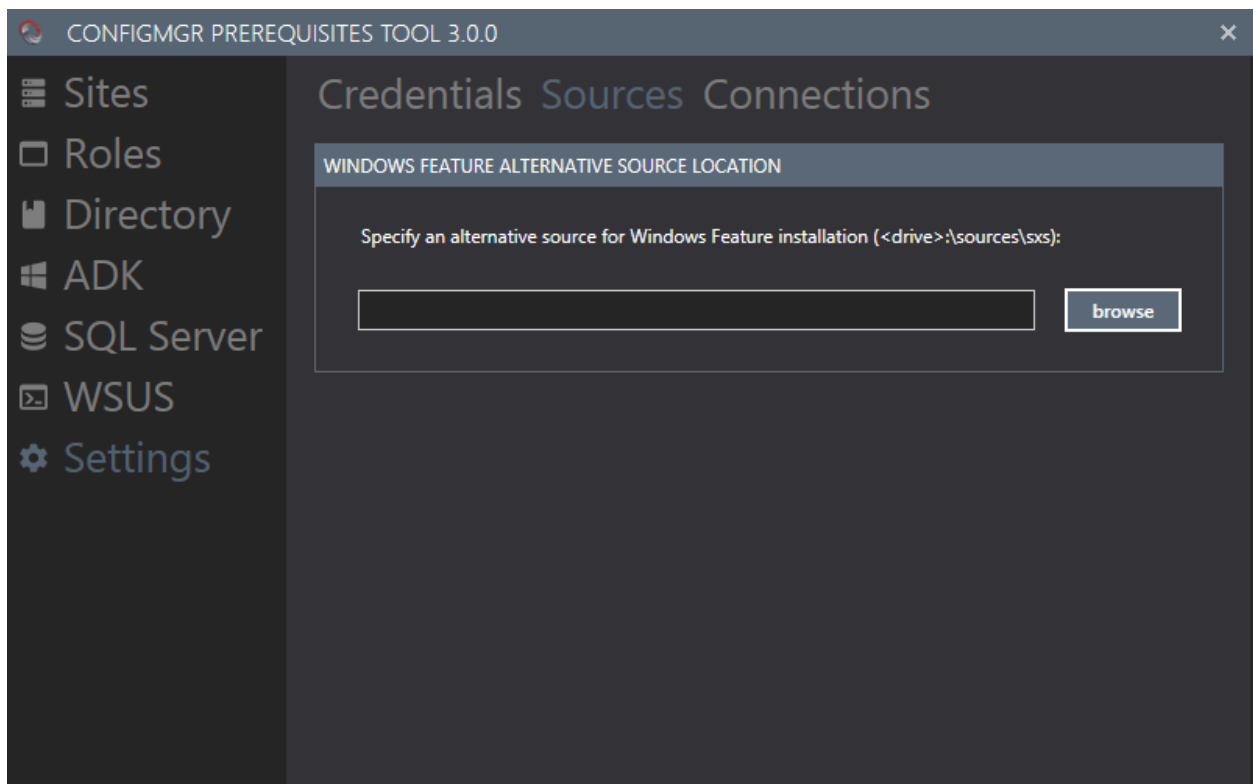 CONFIGMGR PREREQUISITES TOOL 3.0.0
Sites
Roles
Directory
ADK
SQL Server
WSUS
Settings
Credentials Sources Connections
WINDOWS FEATURE ALTERNATIVE SOURCE LOCATION
Specify an alternative source for Windows Feature installation (<drive>:\sources\sxs):
browse